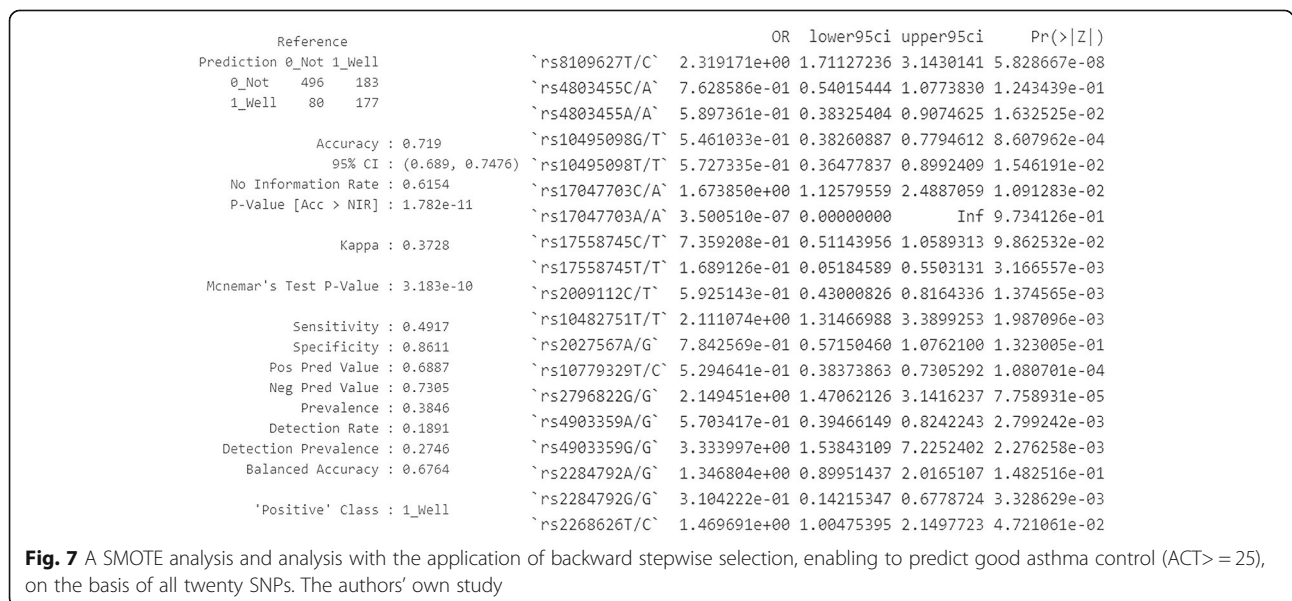 Reference
Prediction 0_Not 1_Well
0_Not 496 183
1_Well 80 177
Accuracy : 0.719
95% CI : (0.689, 0.7476)
No Information Rate : 0.6154
P-Value [Acc > NIR] : 1.782e-11
Kappa : 0.3728
Mcnemar's Test P-Value : 3.183e-10
Sensitivity : 0.4917
Specificity : 0.8611
Pos Pred Value : 0.6887
Neg Pred Value : 0.7305
Prevalence : 0.3846
Detection Rate : 0.1891
Detection Prevalence : 0.2746
Balanced Accuracy : 0.6764
'Positive' Class : 1_Well
OR lower95ci upper95ci Pr(>|Z|)
`rs8109627T/C` 2.319171e+00 1.71127236 3.1430141 5.828667e-08
`rs4803455C/A` 7.628586e-01 0.54015444 1.0773830 1.243439e-01
`rs4803455A/A` 5.897361e-01 0.38325404 0.9074625 1.632525e-02
`rs10495098G/T` 5.461033e-01 0.38260887 0.7794612 8.607962e-04
`rs10495098T/T` 5.727335e-01 0.36477837 0.8992409 1.546191e-02
`rs17047703C/A` 1.673850e+00 1.12579559 2.4887059 1.091283e-02
`rs17047703A/A` 3.500510e-07 0.00000000 Inf 9.734126e-01
`rs17558745C/T` 7.359208e-01 0.51143956 1.0589313 9.862532e-02
`rs17558745T/T` 1.689126e-01 0.05184589 0.5503131 3.166557e-03
`rs2009112C/T` 5.925143e-01 0.43000826 0.8164336 1.374565e-03
`rs10482751T/T` 2.111074e+00 1.31466988 3.3899253 1.987096e-03
`rs2027567A/G` 7.842569e-01 0.57150460 1.0762100 1.323005e-01
`rs10779329T/C` 5.294641e-01 0.38373863 0.7305292 1.080701e-04
`rs2796822G/G` 2.149451e+00 1.47062126 3.1416237 7.758931e-05
`rs4903359A/G` 5.703417e-01 0.39466149 0.8242243 2.799242e-03
`rs4903359G/G` 3.333997e+00 1.53843109 7.2252402 2.276258e-03
`rs2284792A/G` 1.346804e+00 0.89951437 2.0165107 1.482516e-01
`rs2284792G/G` 3.104222e-01 0.14215347 0.6778724 3.328629e-03
`rs2268626T/C` 1.469691e+00 1.00475395 2.1497723 4.721061e-02
Fig. 7 A SMOTE analysis and analysis with the application of backward stepwise selection, enabling to predict good asthma control (ACT> = 25),
on the basis of all twenty SNPs. The authors' own study